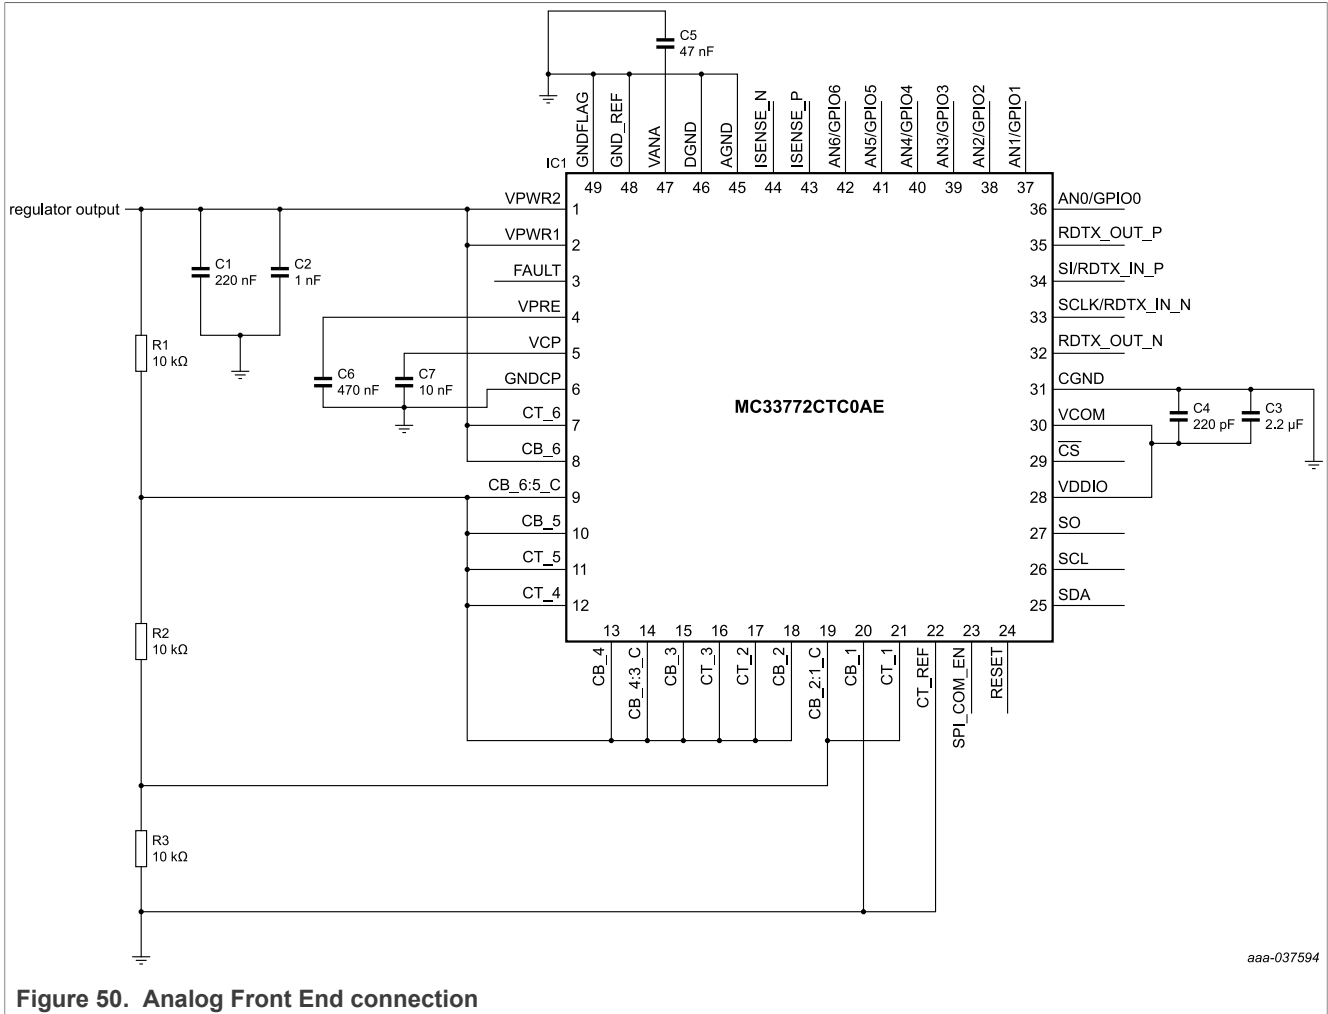 C5
47 nF
GNDFLAG
GND_REF
VANA
DGND
AGND
ISENSE_N
ISENSE_P
AN6/GPIO6
AN5/GPIO5
AN4/GPIO4
AN3/GPIO3
AN2/GPIO2
AN1/GPIO1
IC1
49 48 47 46 45 44 43 42 41 40 39 38 37
regulator output
VPWR2
1
VPWR1
2
FAULT
3
VPRE
4
VCP
5
GNDCP
6
CT_6
7
CB_6
8
CB_6:5_C
9
CB_5
10
CT_5
11
CT_4
12
C1
220 nF
C2
1 nF
R1
10 kΩ
C6
470 nF
C7
10 nF
MC33772CTC0AE
36
AN0/GPIO0
35
RDTX_OUT_P
34
SI/RDTX_IN_P
33
SCLK/RDTX_IN_N
32
RDTX_OUT_N
31
CGND
30
VCOM
29
CS
28
VDDIO
27
SO
26
SCL
25
SDA
C4
220 pF
C3
2.2 µF
13 14 15 16 17 18 19 20 21 22 23 24
CB_4
CB_4:3_C
CB_3
CT_3
CT_2
CB_2
CB_2:1_C
CB_1
CT_1
CT_REF
SPI_COM_EN
RESET
R2
10 kΩ
R3
10 kΩ
aaa-037594
Figure 50. Analog Front End connection